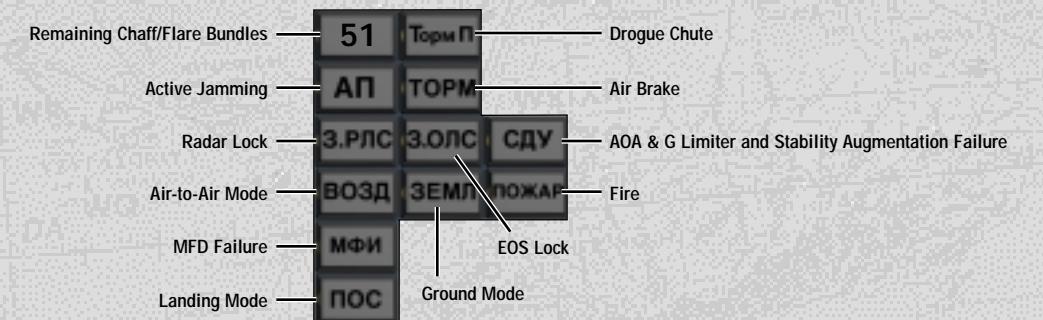 Remaining Chaff/Flare Bundles 51 Торм П Drogue Chute
Active Jamming АП ТОРМ Air Brake
Radar Lock З.РЛС З.ОЛС СДУ AOA & G Limiter and Stability Augmentation Failure
Air-to-Air Mode ВОЗД ЗЕМЛ ПОЖАР Fire
MFD Failure МФИ EOS Lock
Landing Mode ПОС Ground Mode